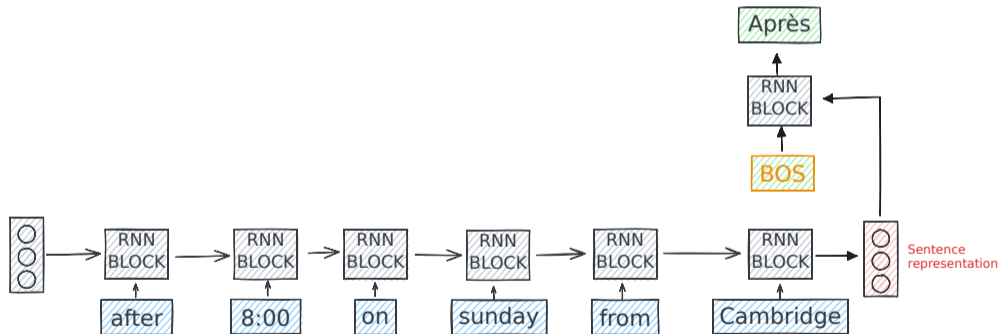 Après
RNN
BLOCK
BOS
RNN
BLOCK
RNN
BLOCK
RNN
BLOCK
RNN
BLOCK
RNN
BLOCK
RNN
BLOCK
Sentence
representation
after
8:00
on
sunday
from
Cambridge